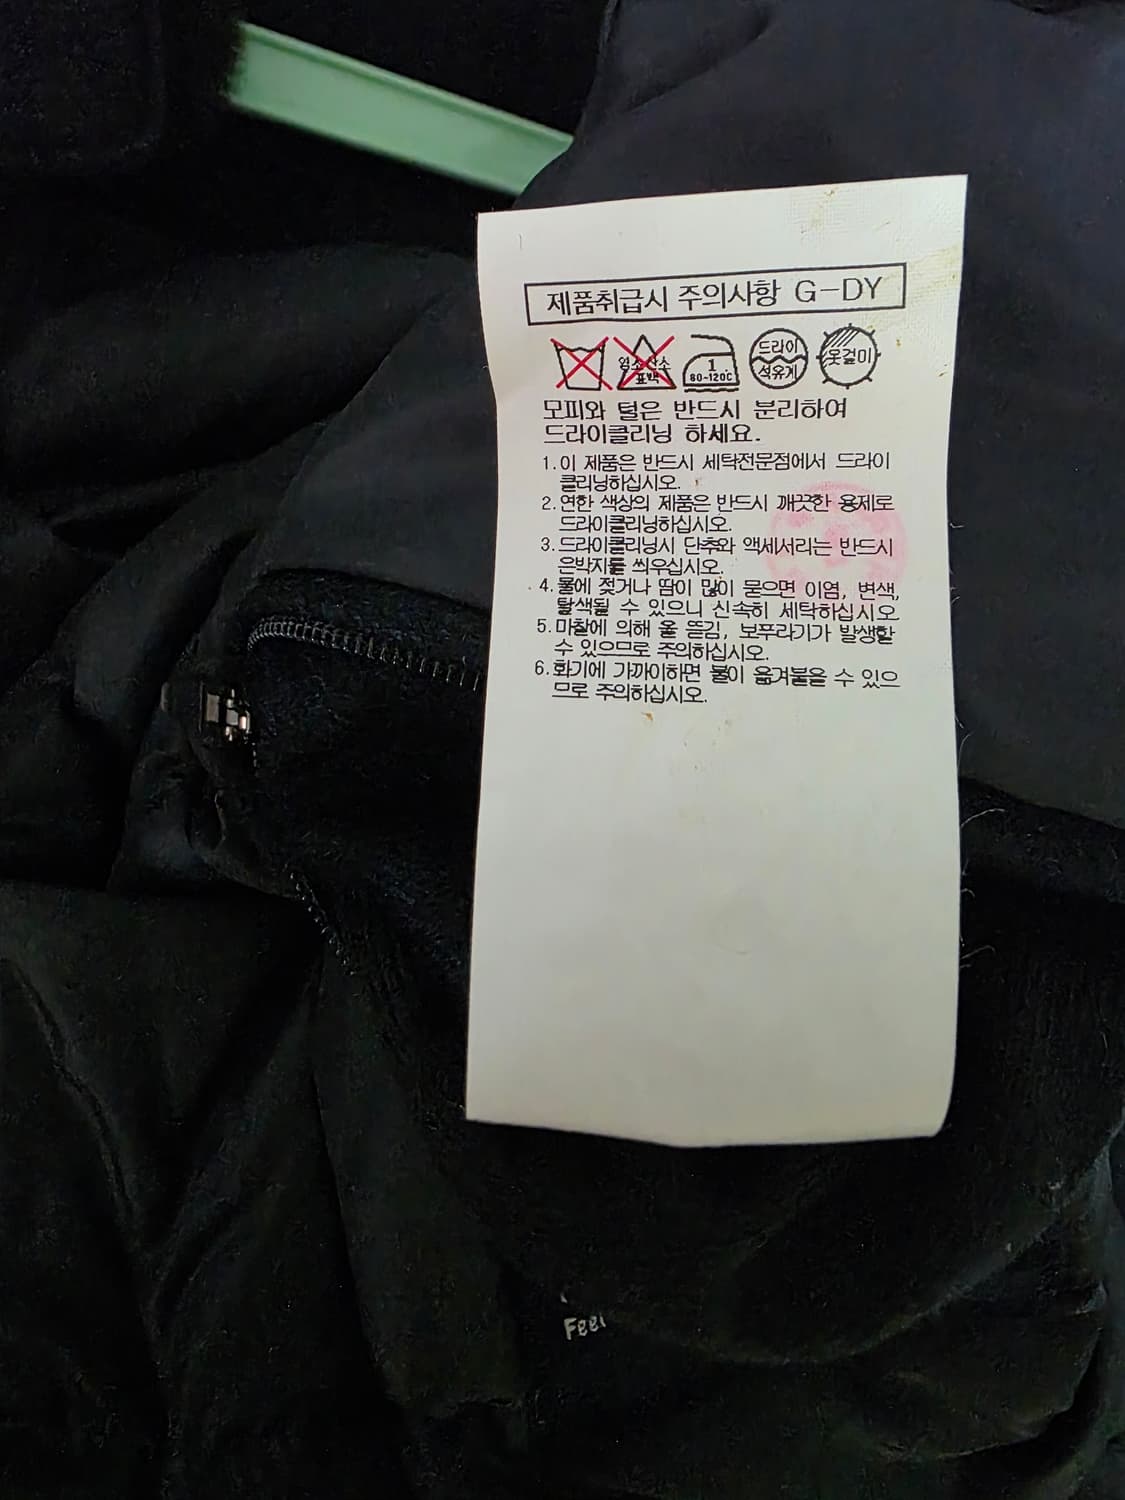 제품취급시 주의사항 G-DY
염소산소
표백
1
80-120℃
드라이
석유계
옷걸이
모피와 털은 반드시 분리하여
드라이클리닝 하세요.
1. 이 제품은 반드시 세탁전문점에서 드라이
클리닝하십시오.
2. 연한 색상의 제품은 반드시 깨끗한 용제로
드라이클리닝하십시오.
3. 드라이클리닝시 단추와 액세서리는 반드시
은박지를 씌우십시오.
4. 물에 젖거나 땀이 많이 묻으면 이염, 변색,
탈색될 수 있으니 신속히 세탁하십시오
5. 마찰에 의해 올 뜯김, 보푸라기가 발생할
수 있으므로 주의하십시오.
6. 화기에 가까이하면 불이 옮겨붙을 수 있으
므로 주의하십시오.
Feel